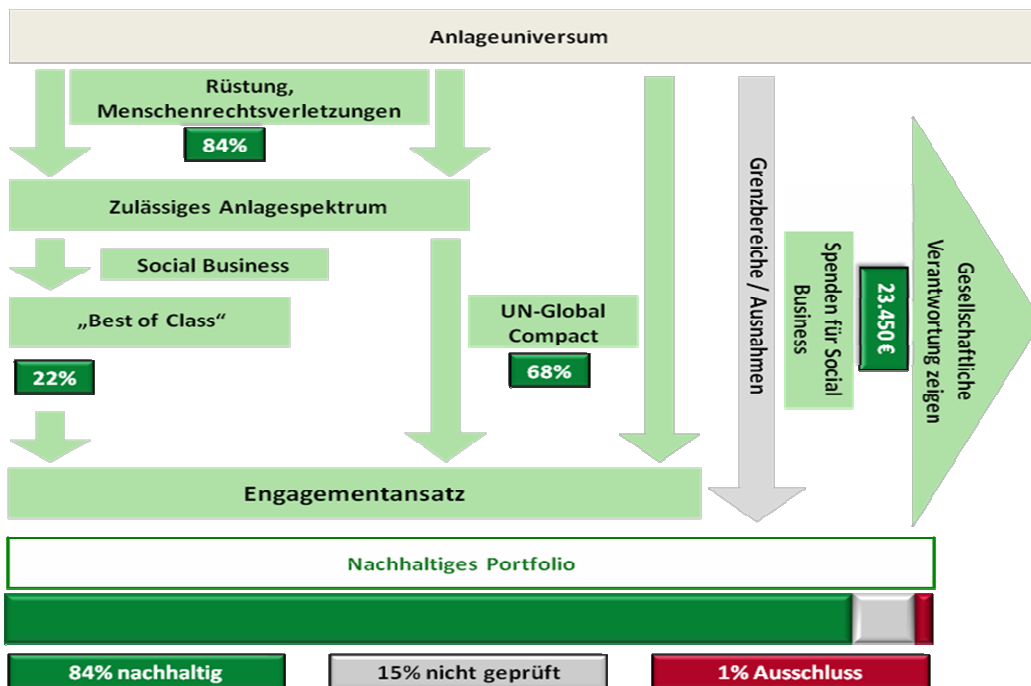 Anlageuniversum
Rüstung,
Menschenrechtsverletzungen
84%
Zulässiges Anlagespektrum
Social Business
„Best of Class“
22%
UN-Global
Compact
68%
Grenzbereiche / Ausnahmen
Spenden für Social
Business
23.450 €
Gesellschaftliche
Verantwortung zeigen
Engagementansatz
Nachhaltiges Portfolio
84% nachhaltig
15% nicht geprüft
1% Ausschluss